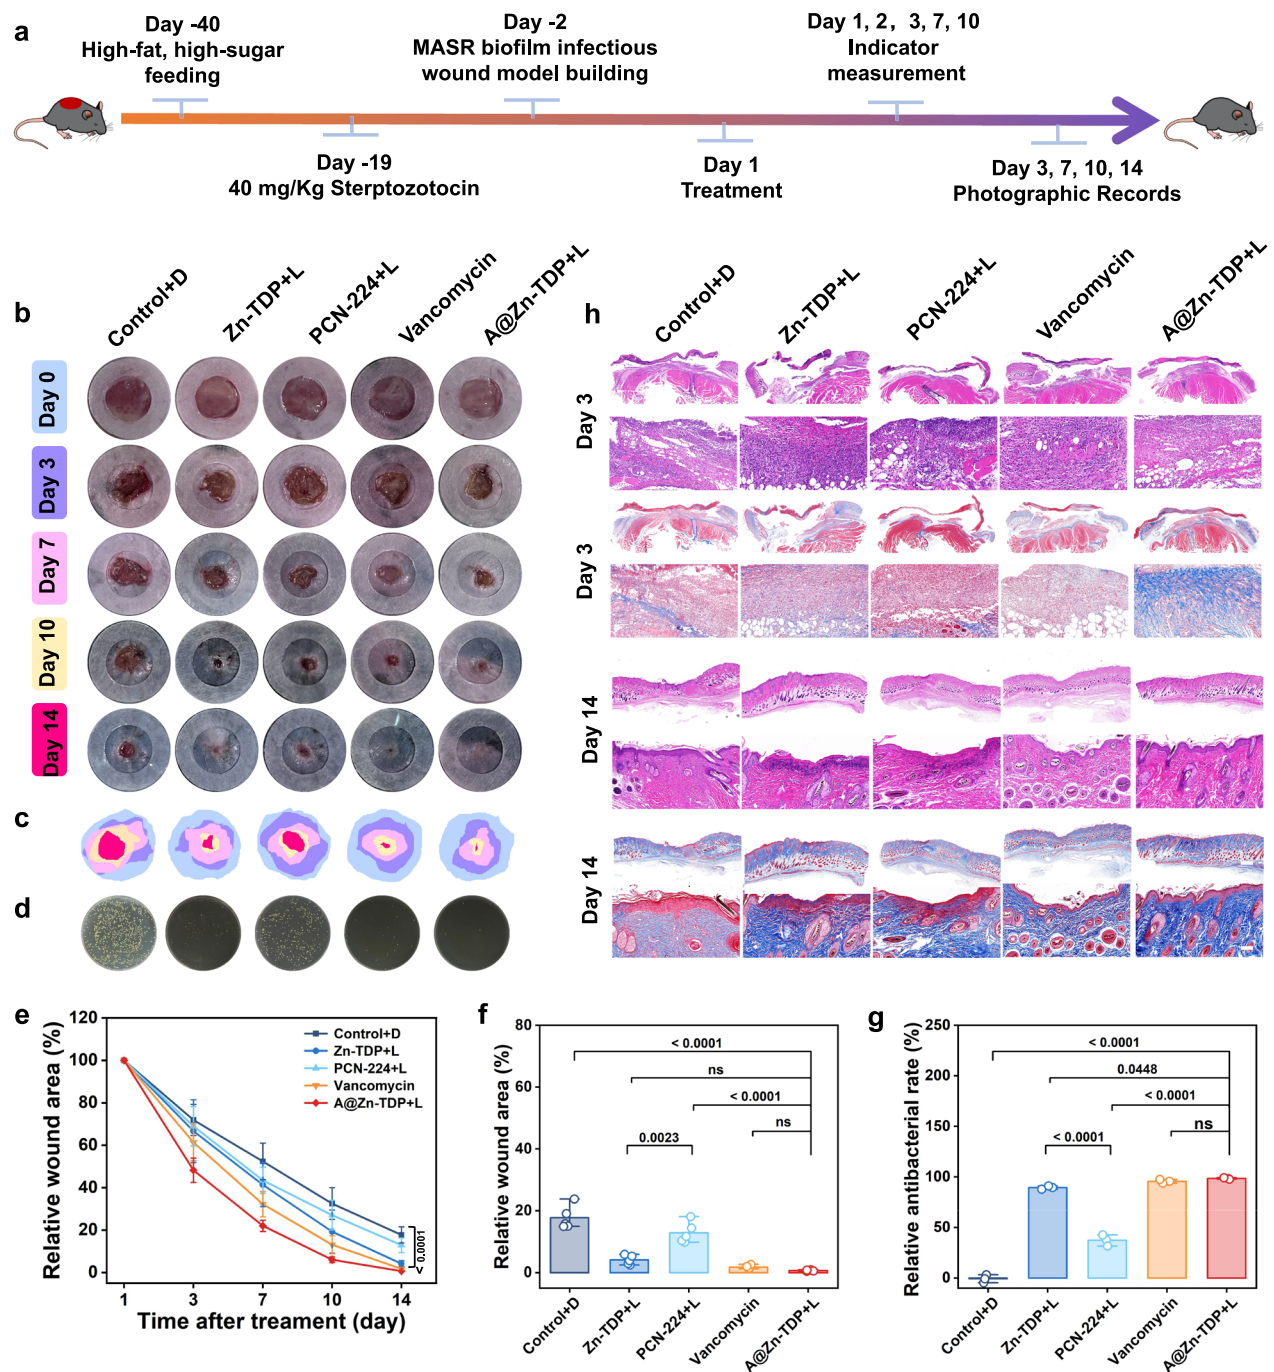 a
Day -40
High-fat, high-sugar
feeding
Day -2
MASR biofilm infectious
wound model building
Day 1, 2, 3, 7, 10
Indicator
measurement
Day -19
40 mg/Kg Sterptozotocin
Day 1
Treatment
Day 3, 7, 10, 14
Photographic Records
b
Control+D
Zn-TDP+L
PCN-224+L
Vancomycin
A@Zn-TDP+L
Day 0
Day 3
Day 7
Day 10
Day 14
c
d
h
Control+D
Zn-TDP+L
PCN-224+L
Vancomycin
A@Zn-TDP+L
Day 3
Day 3
Day 14
Day 14
e
Relative wound area (%)
120
100
80
60
40
20
0
1
3
7
10
14
Time after treament (day)
Control+D
Zn-TDP+L
PCN-224+L
Vancomycin
A@Zn-TDP+L
< 0.0001
f
Relative wound area (%)
80
60
40
20
0
< 0.0001
ns
< 0.0001
ns
0.0023
Control+D
Zn-TDP+L
PCN-224+L
Vancomycin
A@Zn-TDP+L
g
Relative antibacterial rate (%)
250
200
150
100
50
0
< 0.0001
0.0448
< 0.0001
ns
< 0.0001
Control+D
Zn-TDP+L
PCN-224+L
Vancomycin
A@Zn-TDP+L